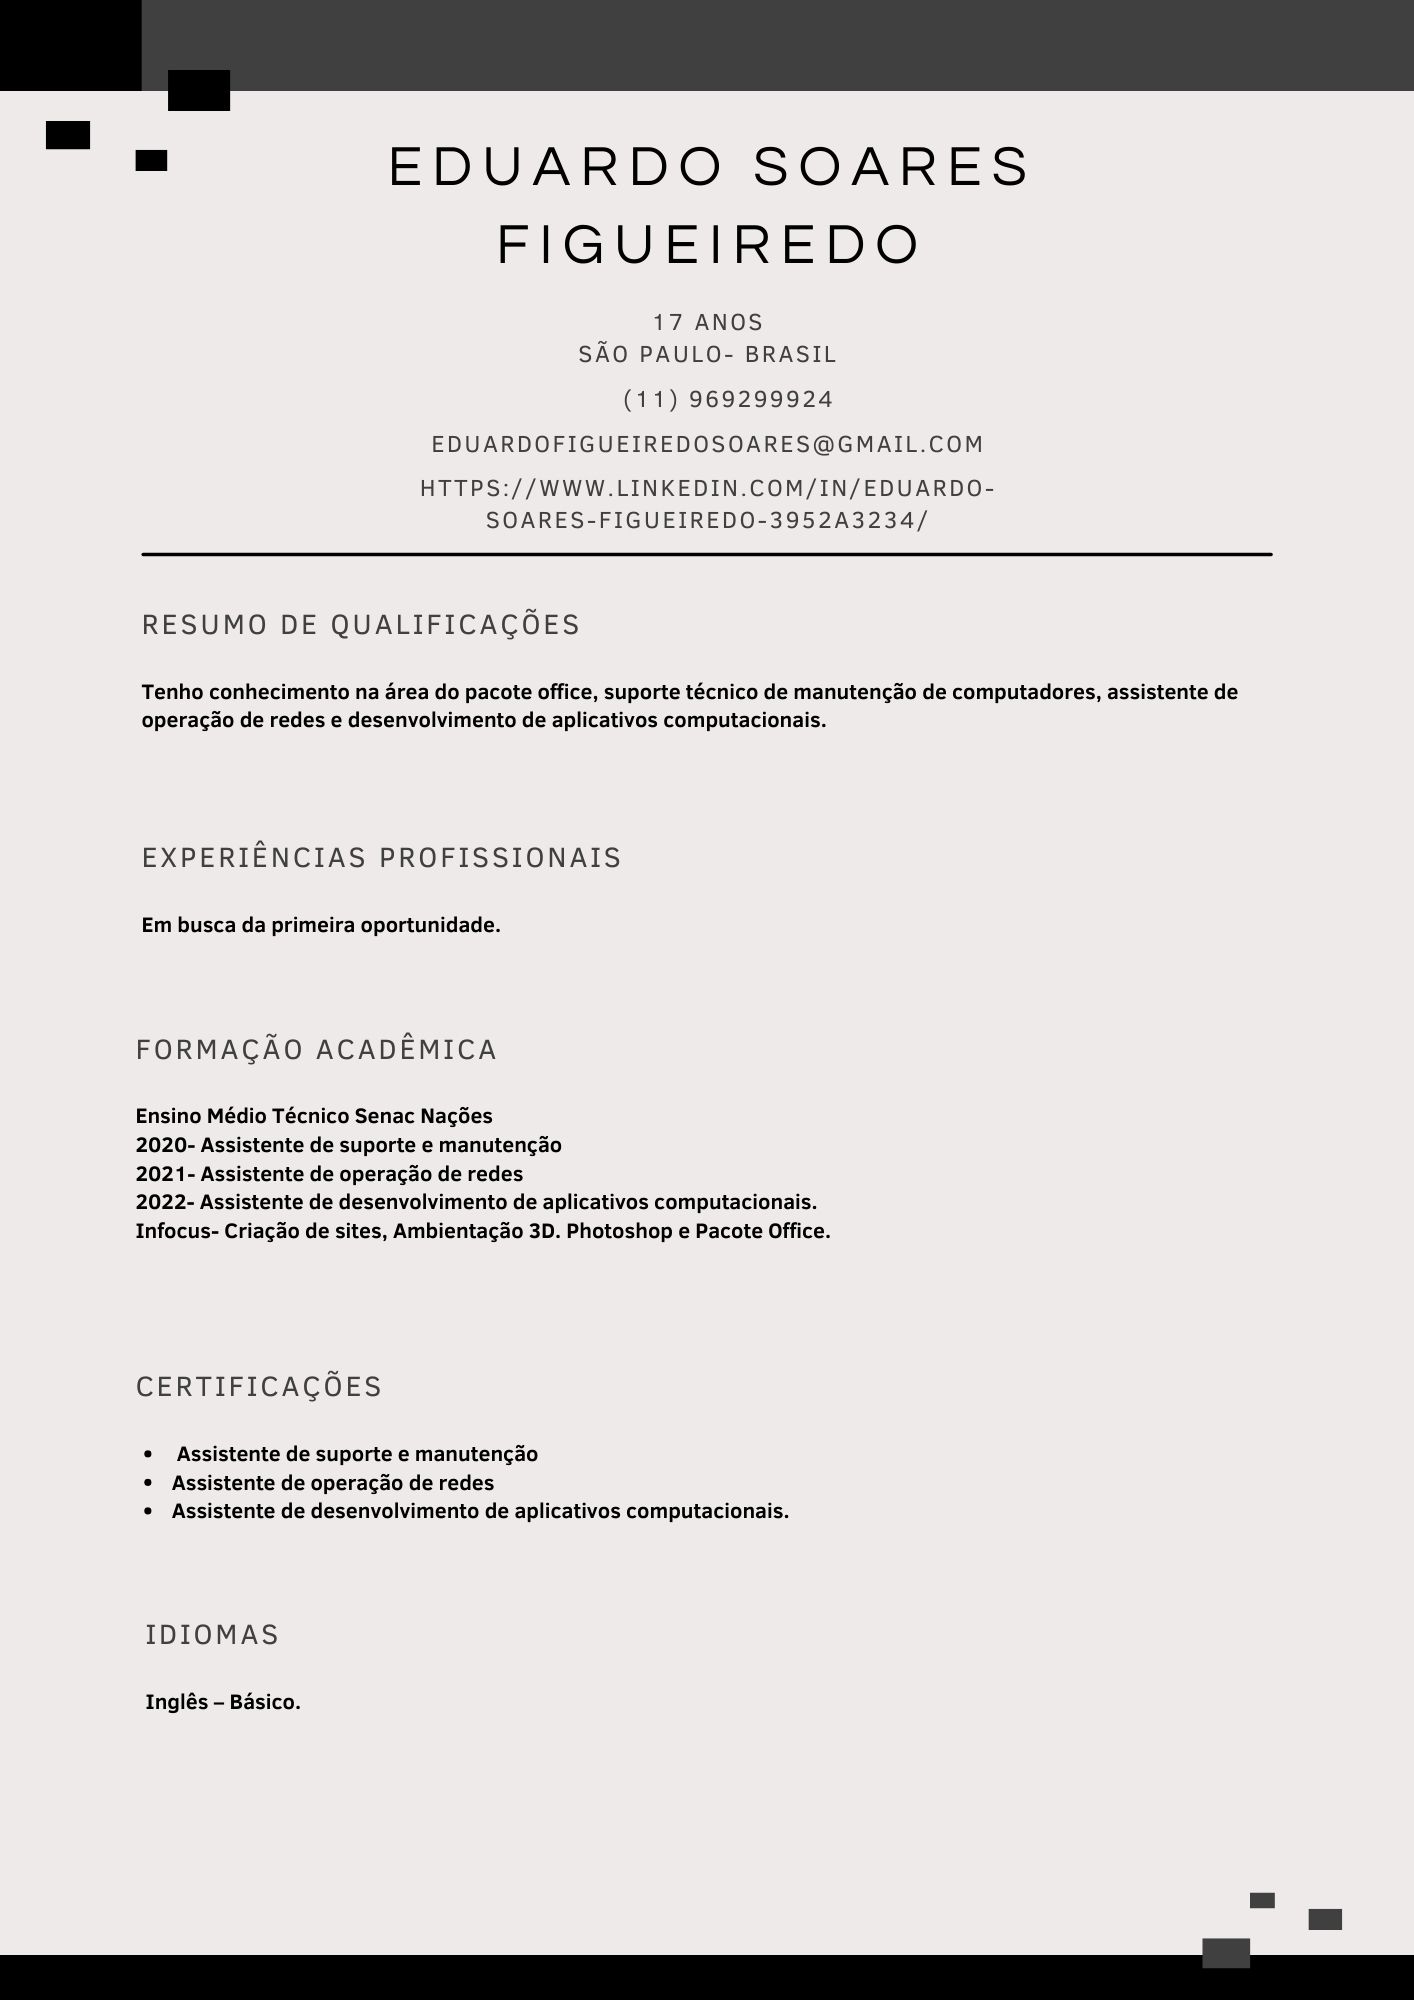 EDUARDO SOARES
FIGUEIREDO
17 ANOS
SÃO PAULO- BRASIL
(11) 969299924
EDUARDOFIGUEIREDOSOARES@GMAIL.COM
HTTPS://WWW.LINKEDIN.COM/IN/EDUARDO-
SOARES-FIGUEIREDO-3952A3234/
RESUMO DE QUALIFICAÇÕES
Tenho conhecimento na área do pacote office, suporte técnico de manutenção de computadores, assistente de
operação de redes e desenvolvimento de aplicativos computacionais.
EXPERIÊNCIAS PROFISSIONAIS
Em busca da primeira oportunidade.
FORMAÇÃO ACADÊMICA
Ensino Médio Técnico Senac Nações
2020- Assistente de suporte e manutenção
2021- Assistente de operação de redes
2022- Assistente de desenvolvimento de aplicativos computacionais.
Infocus- Criação de sites, Ambientação 3D. Photoshop e Pacote Office.
CERTIFICAÇÕES
• Assistente de suporte e manutenção
• Assistente de operação de redes
• Assistente de desenvolvimento de aplicativos computacionais.
IDIOMAS
Inglês – Básico.